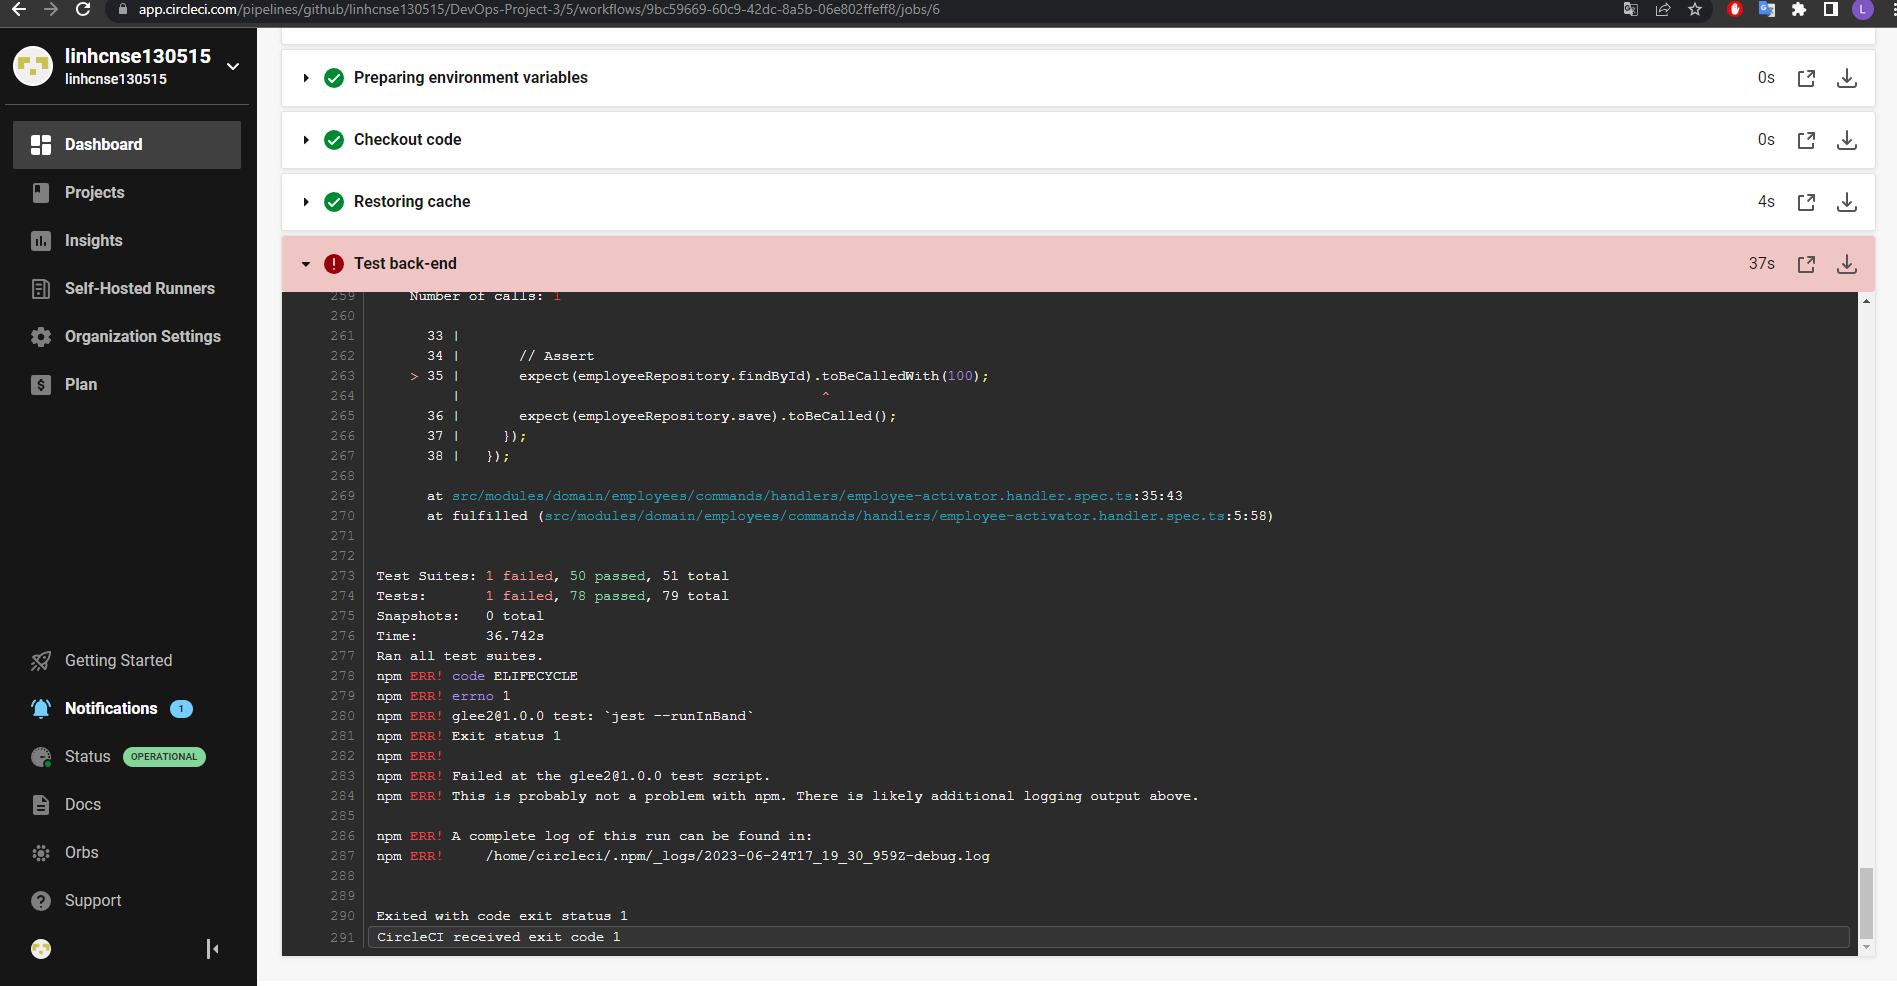 app.circleci.com/pipelines/github/linhcnse130515/DevOps-Project-3/5/workflows/9bc59669-60c9-42dc-8a5b-06e802ffeff8/jobs/6
L
linhcnse130515
linhcnse130515
Dashboard
Projects
Insights
Self-Hosted Runners
Organization Settings
Plan
Getting Started
Notifications 1
Status OPERATIONAL
Docs
Orbs
Support
Preparing environment variables 0s
Checkout code 0s
Restoring cache 4s
Test back-end 37s
259 Number of calls: 1
260
261 33 |
262 34 | // Assert
263 > 35 | expect(employeeRepository.findById).toBeCalledWith(100);
264 | ^
265 36 | expect(employeeRepository.save).toBeCalled();
266 37 | });
267 38 | });
268
269 at src/modules/domain/employees/commands/handlers/employee-activator.handler.spec.ts:35:43
270 at fulfilled (src/modules/domain/employees/commands/handlers/employee-activator.handler.spec.ts:5:58)
271
272
273 Test Suites: 1 failed, 50 passed, 51 total
274 Tests: 1 failed, 78 passed, 79 total
275 Snapshots: 0 total
276 Time: 36.742s
277 Ran all test suites.
278 npm ERR! code ELIFECYCLE
279 npm ERR! errno 1
280 npm ERR! glee2@1.0.0 test: `jest --runInBand`
281 npm ERR! Exit status 1
282 npm ERR!
283 npm ERR! Failed at the glee2@1.0.0 test script.
284 npm ERR! This is probably not a problem with npm. There is likely additional logging output above.
285
286 npm ERR! A complete log of this run can be found in:
287 npm ERR! /home/circleci/.npm/_logs/2023-06-24T17_19_30_959Z-debug.log
288
289
290 Exited with code exit status 1
291 CircleCI received exit code 1